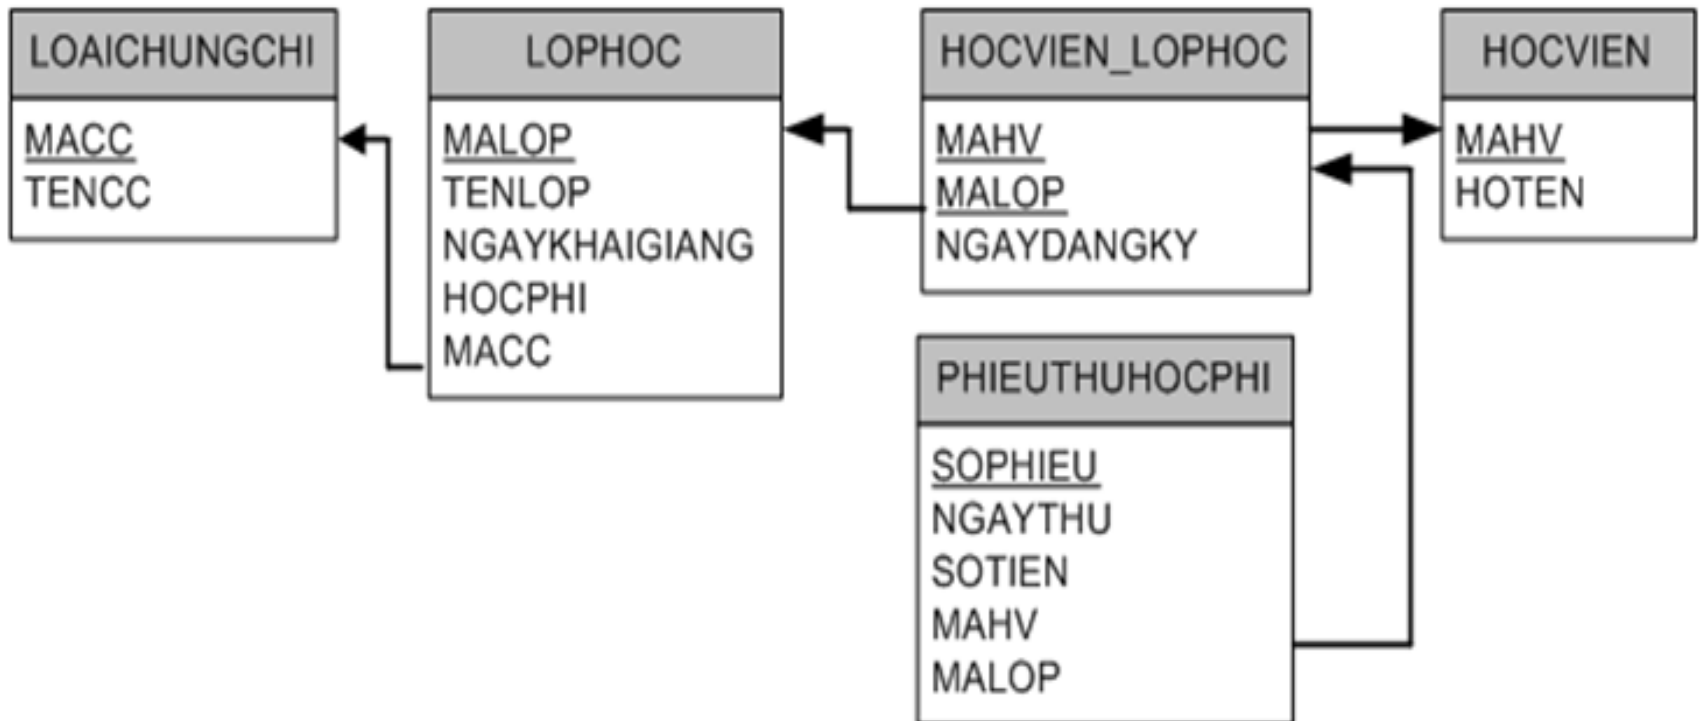 LOAICHUNGCHI
MACC
TENCC
LOPHOC
MALOP
TENLOP
NGAYKHAIGIANG
HOCPHI
MACC
HOCVIEN_LOPHOC
MAHV
MALOP
NGAYDANGKY
HOCVIEN
MAHV
HOTEN
PHIEUTHUHOCPHI
SOPHIEU
NGAYTHU
SOTIEN
MAHV
MALOP